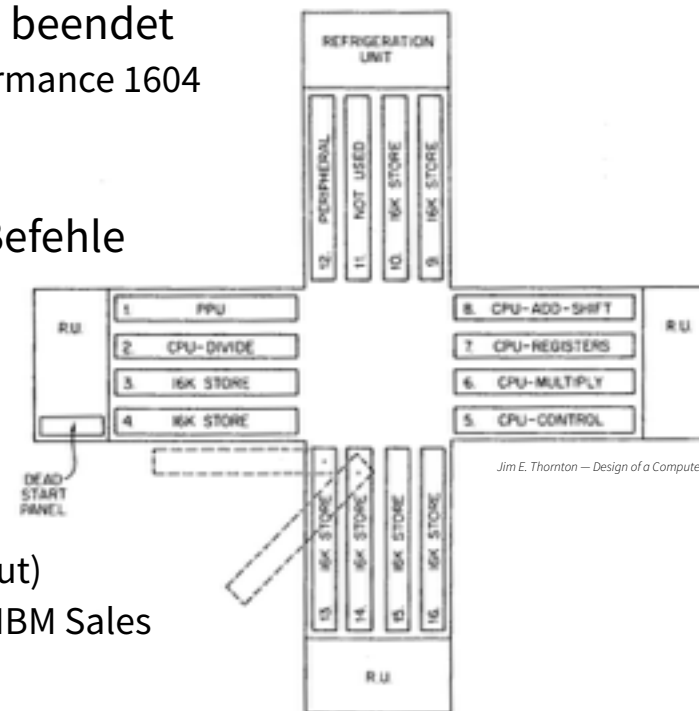 beendet
rmance 1604
Befehle
REFRIGERATION
UNIT
12. PERIPHERAL
11. NOT USED
10. 16K STORE
9. 16K STORE
R.U.
1. PPU
2. CPU-DIVIDE
3. 16K STORE
4. 16K STORE
8. CPU-ADD-SHIFT
7. CPU-REGISTERS
6. CPU-MULTIPLY
5. CPU-CONTROL
R.U.
DEAD
START
PANEL
Jim E. Thornton — Design of a Compute
13. 16K STORE
14. 16K STORE
15. 16K STORE
16. 16K STORE
ut)
IBM Sales
R.U.